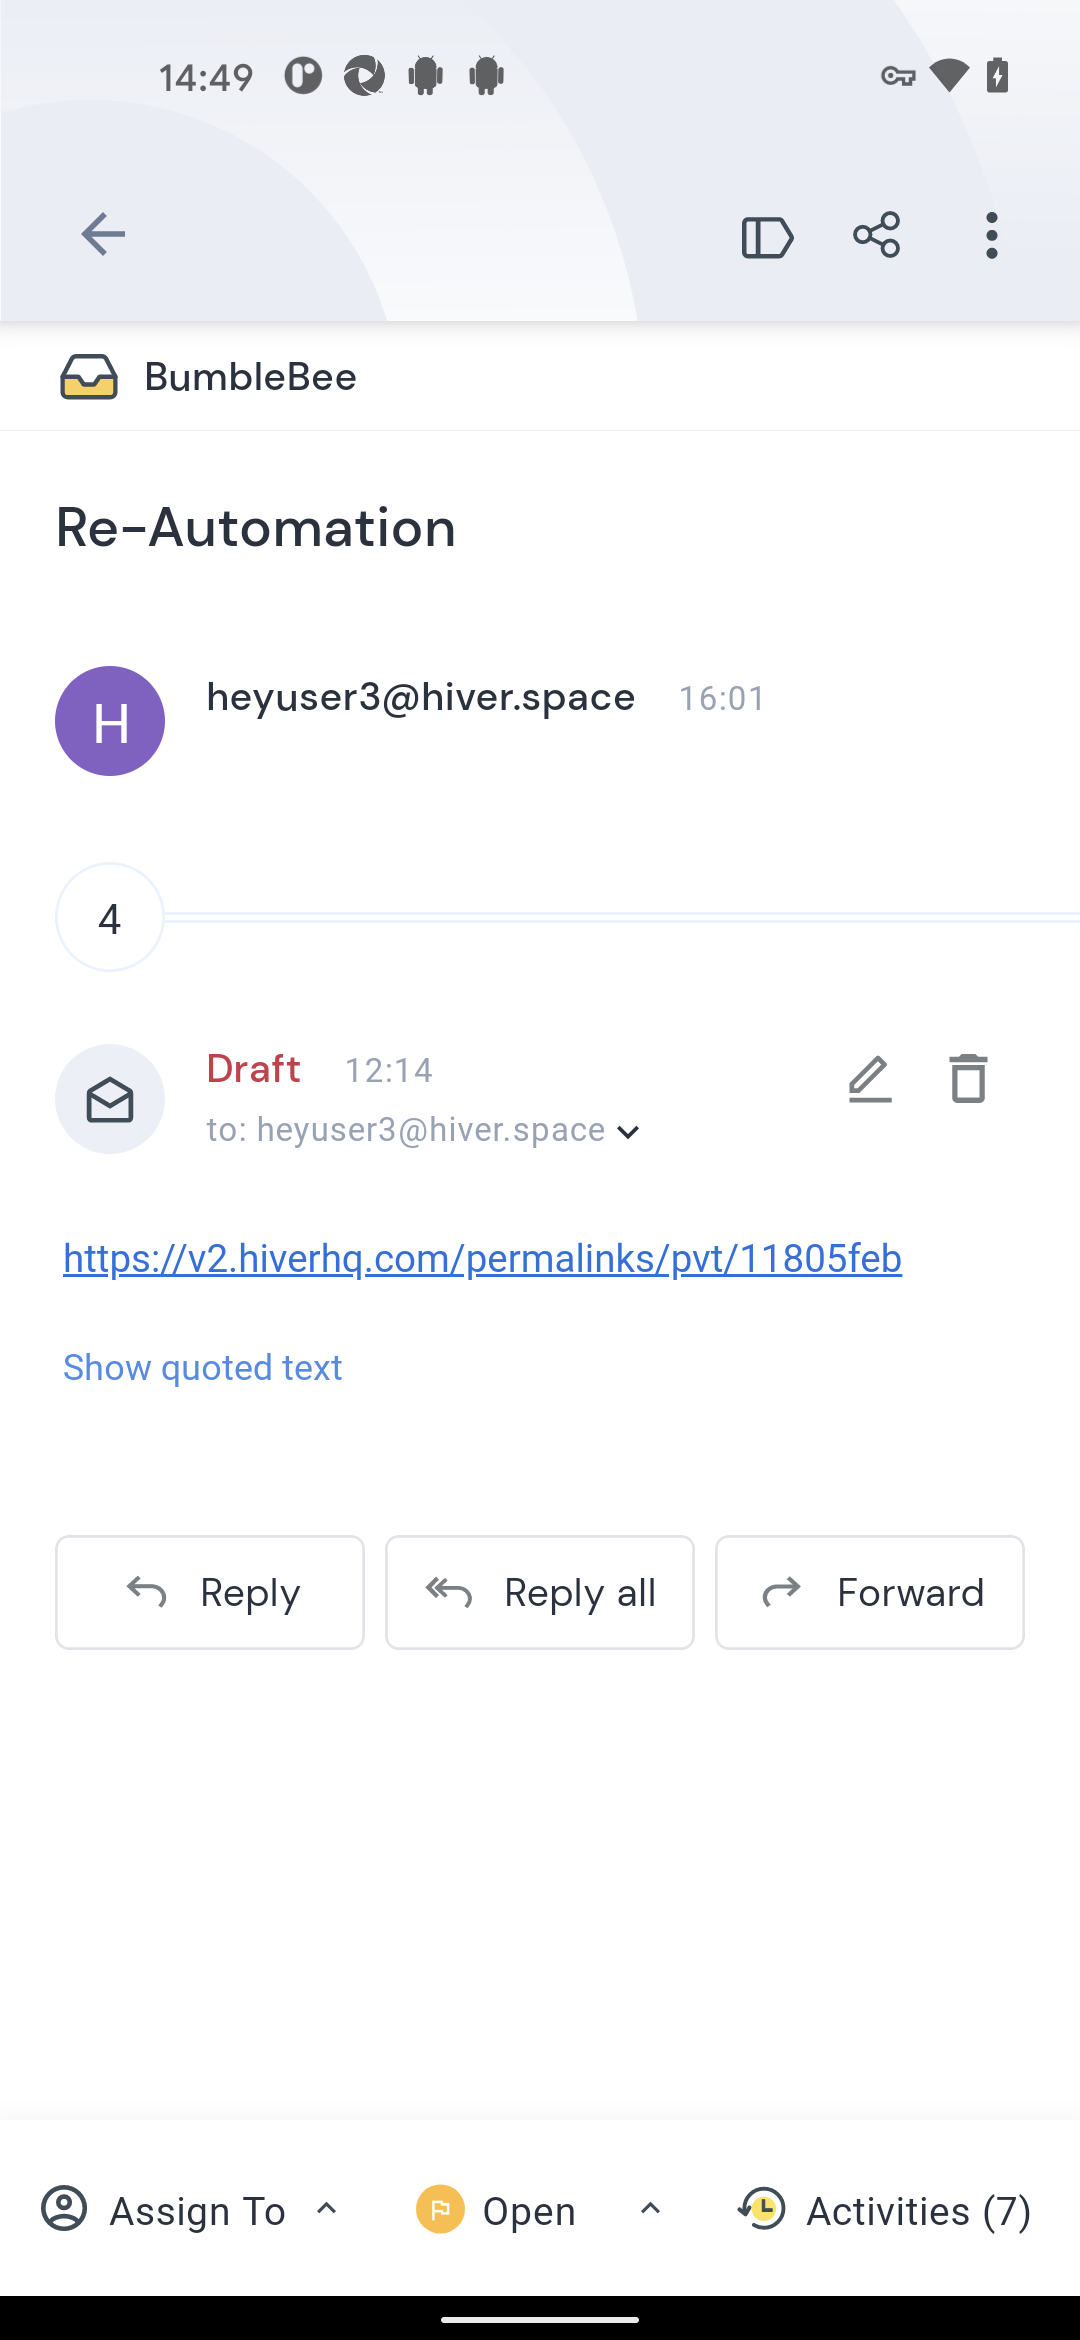 14:49
BumbleBee
Re-Automation
H
heyuser3@hiver.space 16:01
4
Draft 12:14
to: heyuser3@hiver.space
https://v2.hiverhq.com/permalinks/pvt/11805feb
Show quoted text
Reply Reply all Forward
Assign To Open Activities (7)